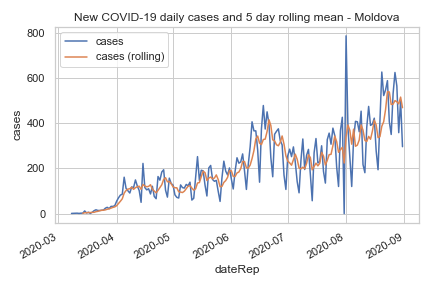 New COVID-19 daily cases and 5 day rolling mean - Moldova
800
600
400
200
0
cases
cases (rolling)
cases
2020-03
2020-04
2020-05
2020-06
2020-07
2020-08
2020-09
dateRep